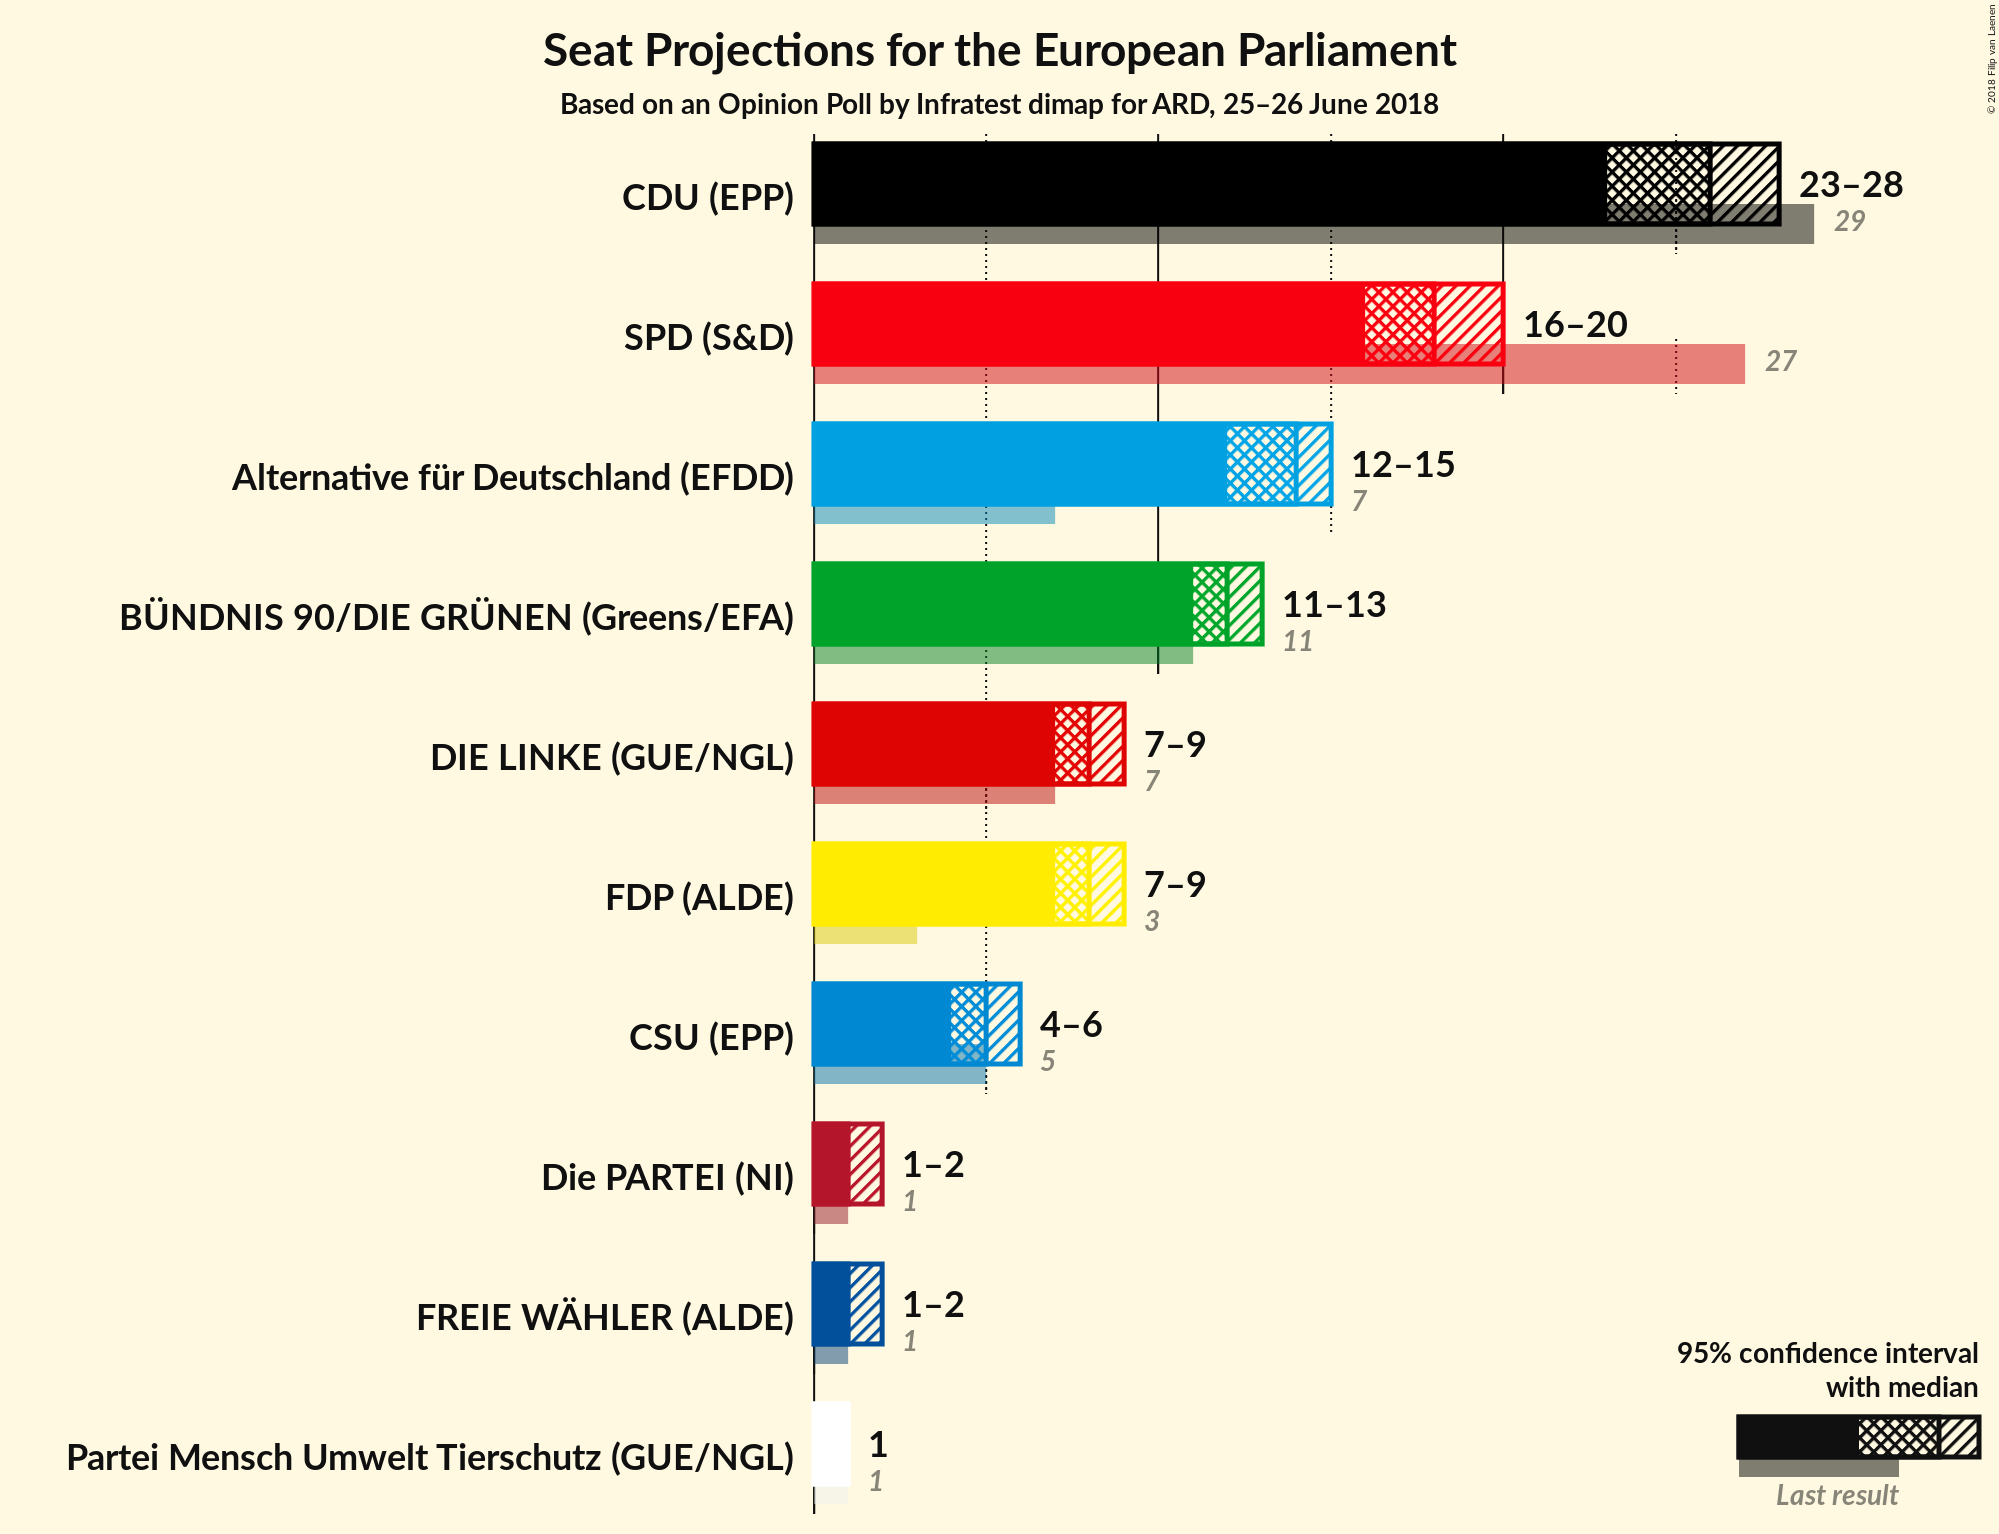 Seat Projections for the European Parliament
Based on an Opinion Poll by Infratest dimap for ARD, 25–26 June 2018
© 2018 Filip van Laenen
CDU (EPP)
23–28
29
SPD (S&D)
16–20
27
Alternative für Deutschland (EFDD)
12–15
7
BÜNDNIS 90/DIE GRÜNEN (Greens/EFA)
11–13
11
DIE LINKE (GUE/NGL)
7–9
7
FDP (ALDE)
7–9
3
CSU (EPP)
4–6
5
Die PARTEI (NI)
1–2
1
FREIE WÄHLER (ALDE)
1–2
1
Partei Mensch Umwelt Tierschutz (GUE/NGL)
1
1
95% confidence interval
with median
Last result